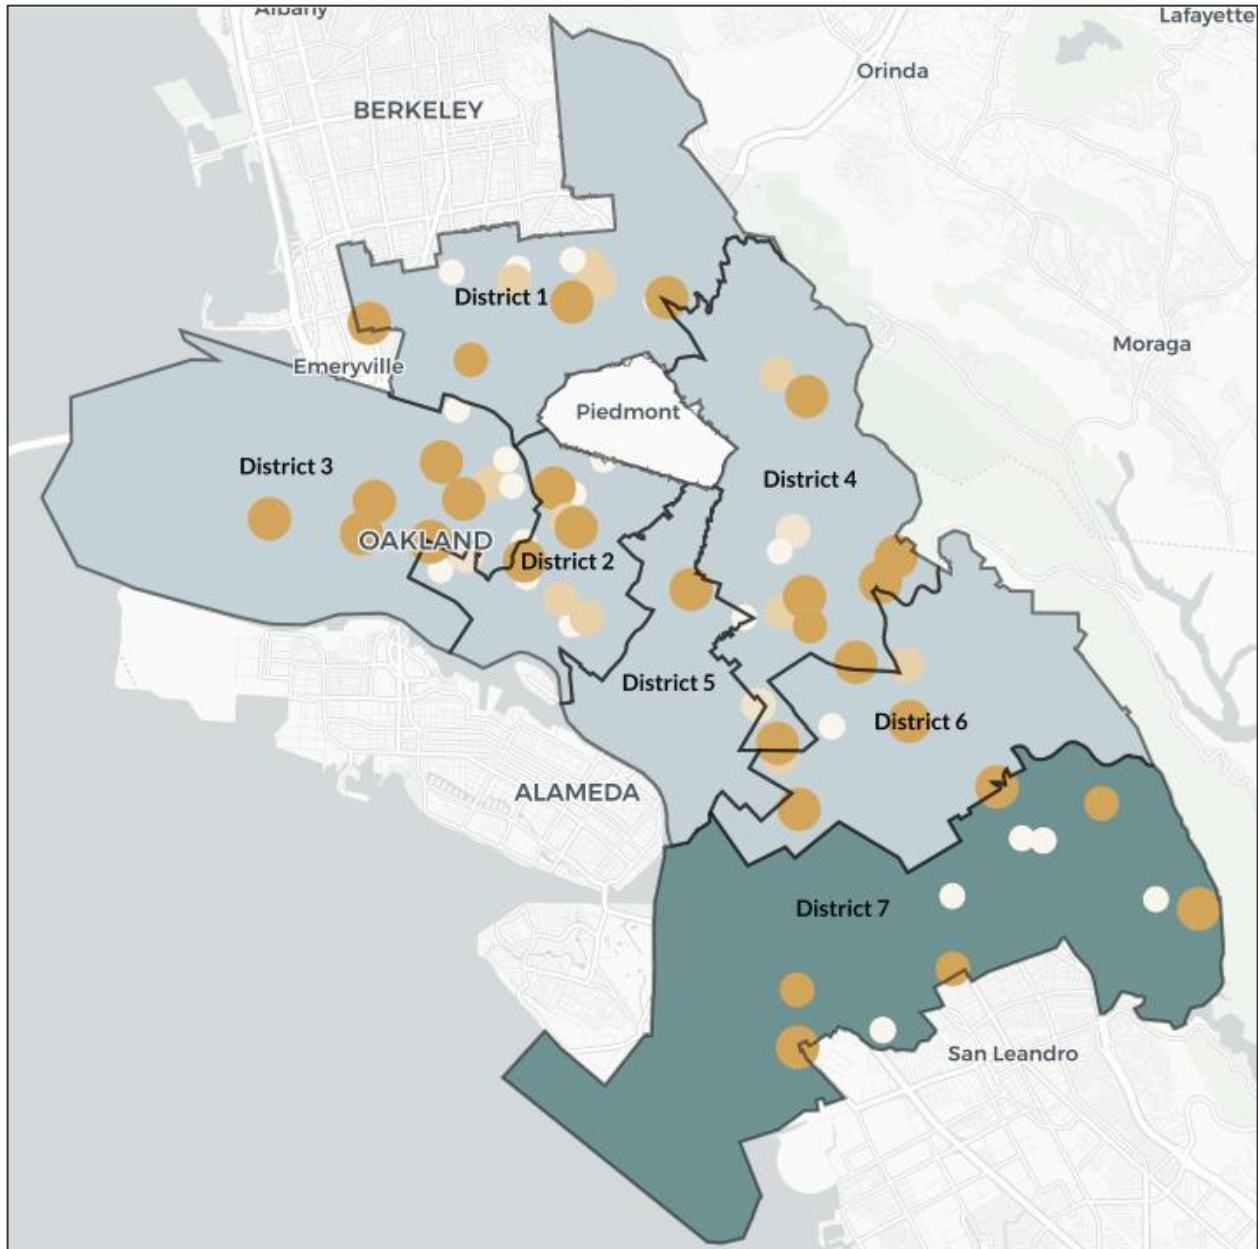 Albany
Lafayette
Orinda
BERKELEY
District 1
Moraga
Emeryville
Piedmont
District 3
District 4
OAKLAND
District 2
District 5
District 6
ALAMEDA
District 7
San Leandro